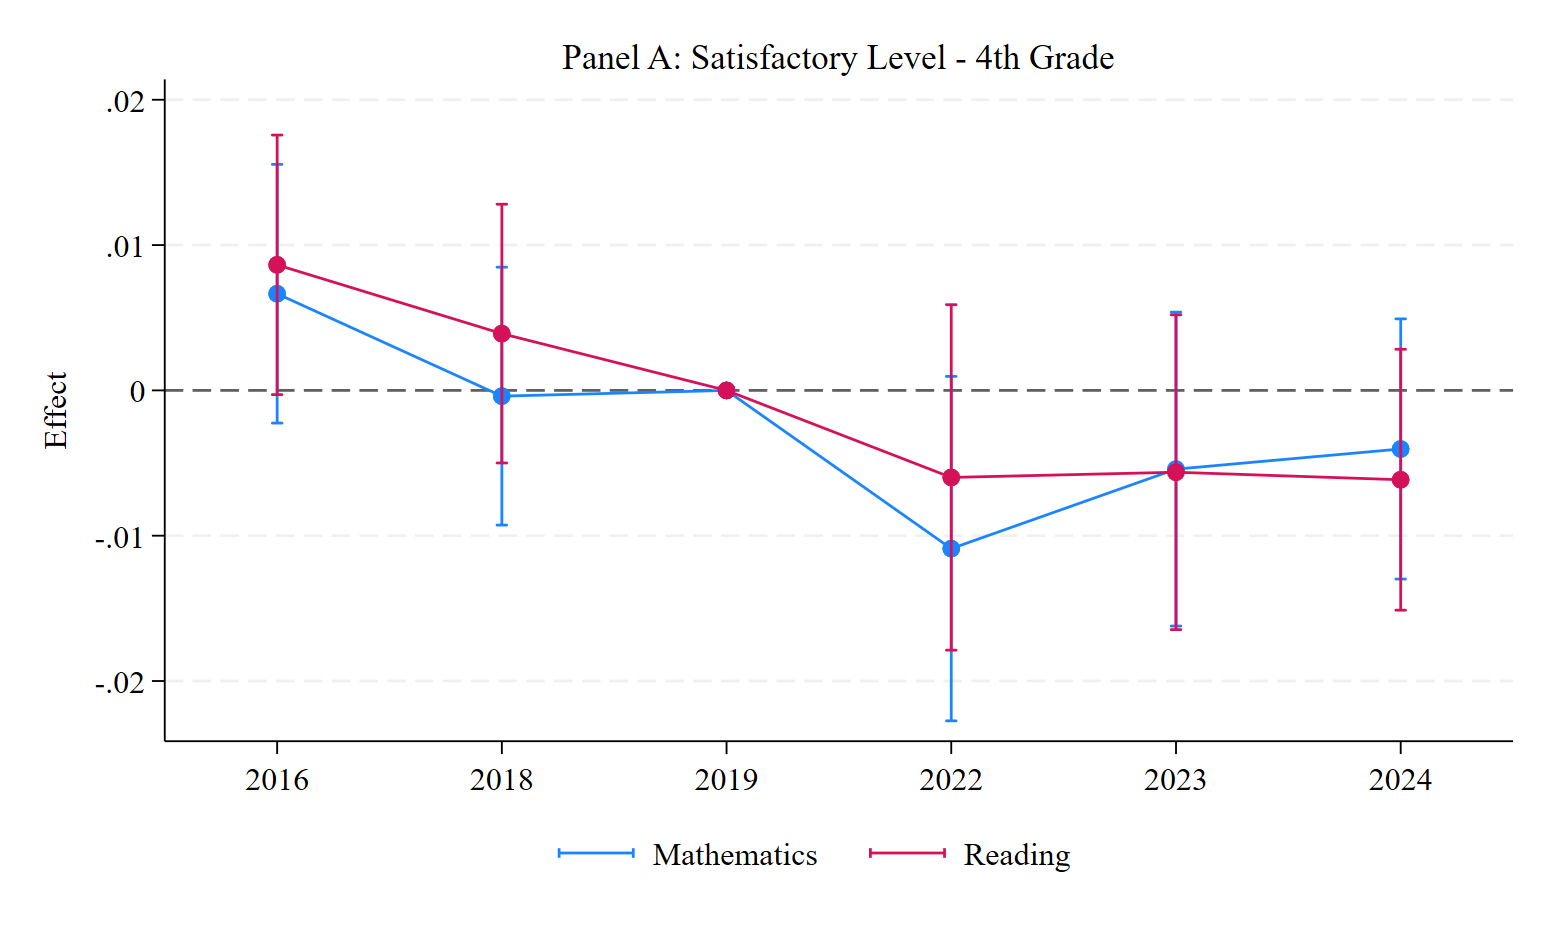 Panel A: Satisfactory Level - 4th Grade
.02
.01
0
-.01
-.02
Effect
2016 2018 2019 2022 2023 2024
Mathematics Reading